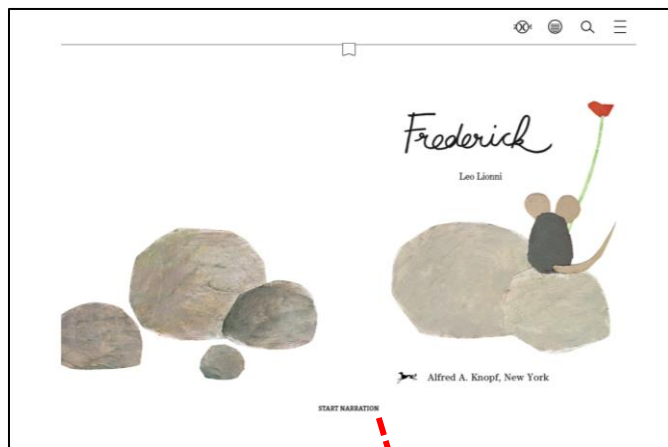 Frederick
Leo Lionni
Alfred A. Knopf, New York
START NARRATION